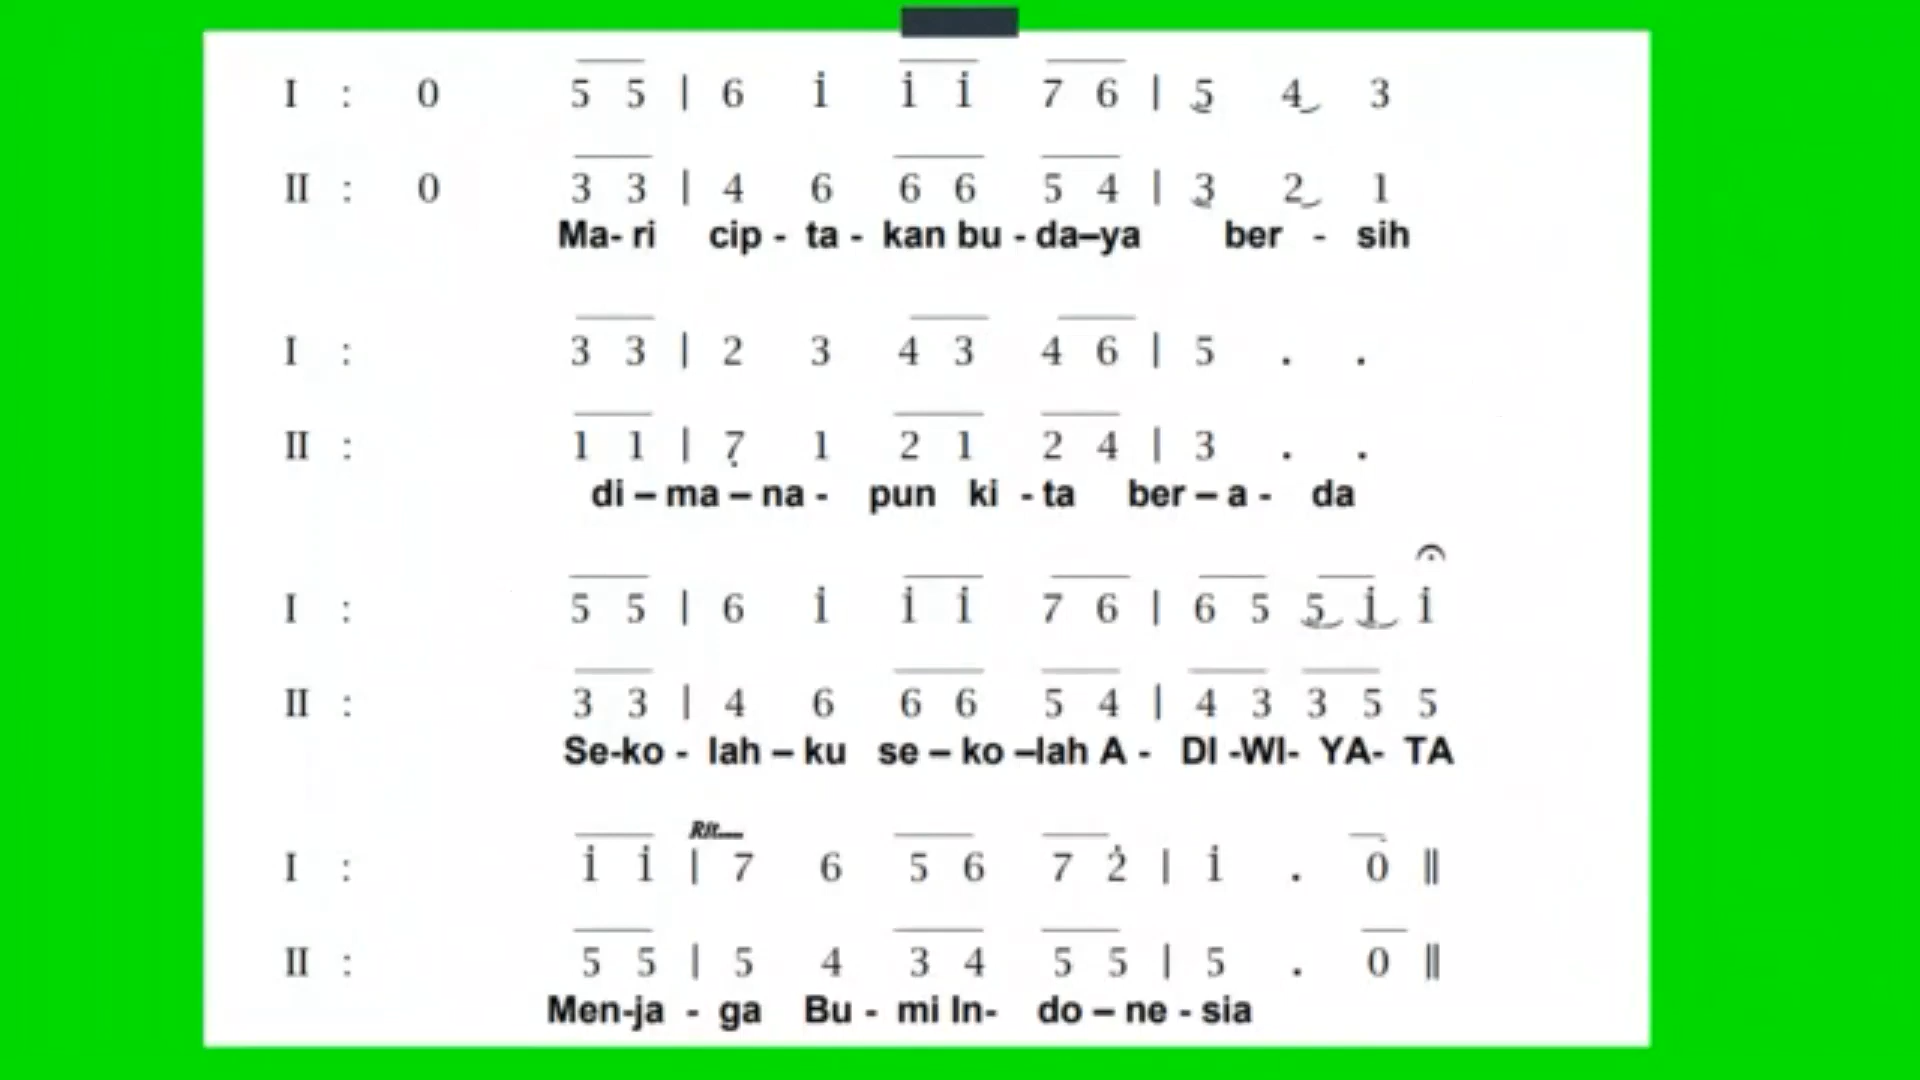 I : 0 5 5 | 6 i i i 7 6 | 5 4 3
II : 0 3 3 | 4 6 6 6 5 4 | 3 2 1
Ma- ri cip - ta - kan bu - da–ya ber - sih
I : 3 3 | 2 3 4 3 4 6 | 5 . .
II : 1 1 | 7̣ 1 2 1 2 4 | 3 . .
di – ma – na - pun ki - ta ber – a - da
I : 5 5 | 6 i i i 7 6 | 6 5 5 i i
II : 3 3 | 4 6 6 6 5 4 | 4 3 3 5 5
Se-ko - lah – ku se – ko –lah A - DI -WI- YA- TA
Rit....
I : i i | 7 6 5 6 7 2̇ | i . 0 ||
II : 5 5 | 5 4 3 4 5 5 | 5 . 0 ||
Men-ja - ga Bu - mi In- do – ne - sia